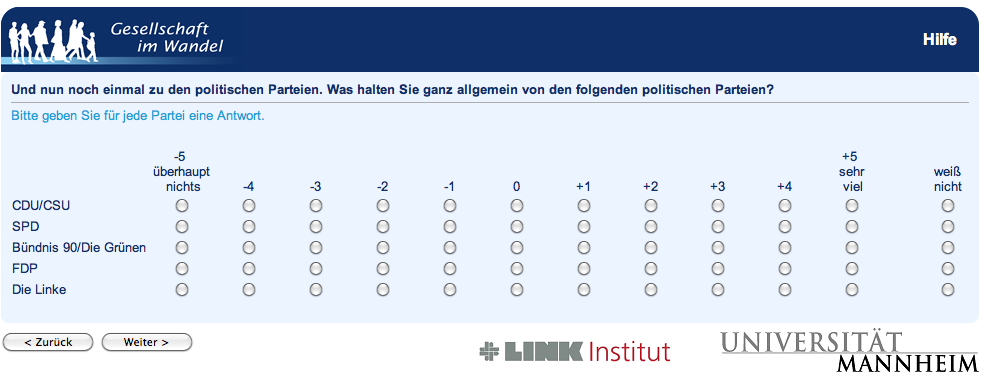 Gesellschaft
im Wandel
Hilfe
Und nun noch einmal zu den politischen Parteien. Was halten Sie ganz allgemein von den folgenden politischen Parteien?
Bitte geben Sie für jede Partei eine Antwort.
-5 überhaupt nichts -4 -3 -2 -1 0 +1 +2 +3 +4 +5 sehr viel weiß nicht
CDU/CSU
SPD
Bündnis 90/Die Grünen
FDP
Die Linke
< Zurück Weiter >
LINK Institut
UNIVERSITÄT
MANNHEIM